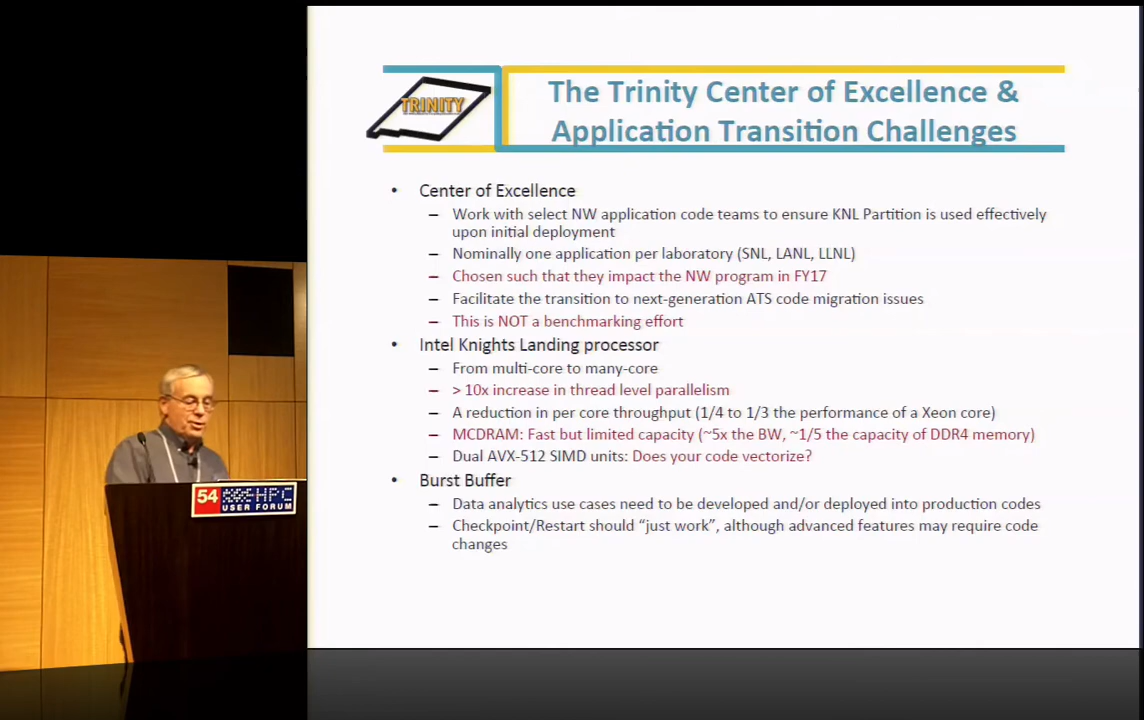 TRINITY
The Trinity Center of Excellence &
Application Transition Challenges
• Center of Excellence
– Work with select NW application code teams to ensure KNL Partition is used effectively
upon initial deployment
– Nominally one application per laboratory (SNL, LANL, LLNL)
– Chosen such that they impact the NW program in FY17
– Facilitate the transition to next-generation ATS code migration issues
– This is NOT a benchmarking effort
• Intel Knights Landing processor
– From multi-core to many-core
– > 10x increase in thread level parallelism
– A reduction in per core throughput (1/4 to 1/3 the performance of a Xeon core)
– MCDRAM: Fast but limited capacity (~5x the BW, ~1/5 the capacity of DDR4 memory)
– Dual AVX-512 SIMD units: Does your code vectorize?
• Burst Buffer
– Data analytics use cases need to be developed and/or deployed into production codes
– Checkpoint/Restart should “just work”, although advanced features may require code
changes
54 HPC
USER FORUM